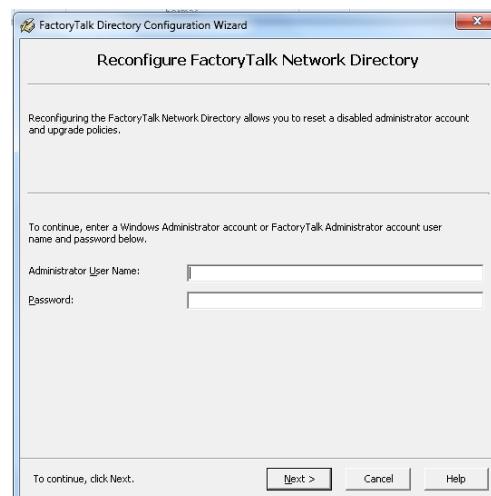 FactoryTalk Directory Configuration Wizard
Reconfigure FactoryTalk Network Directory
Reconfiguring the FactoryTalk Network Directory allows you to reset a disabled administrator account
and upgrade policies.
To continue, enter a Windows Administrator account or FactoryTalk Administrator account user
name and password below.
Administrator User Name:
Password:
To continue, click Next.
Next >
Cancel
Help